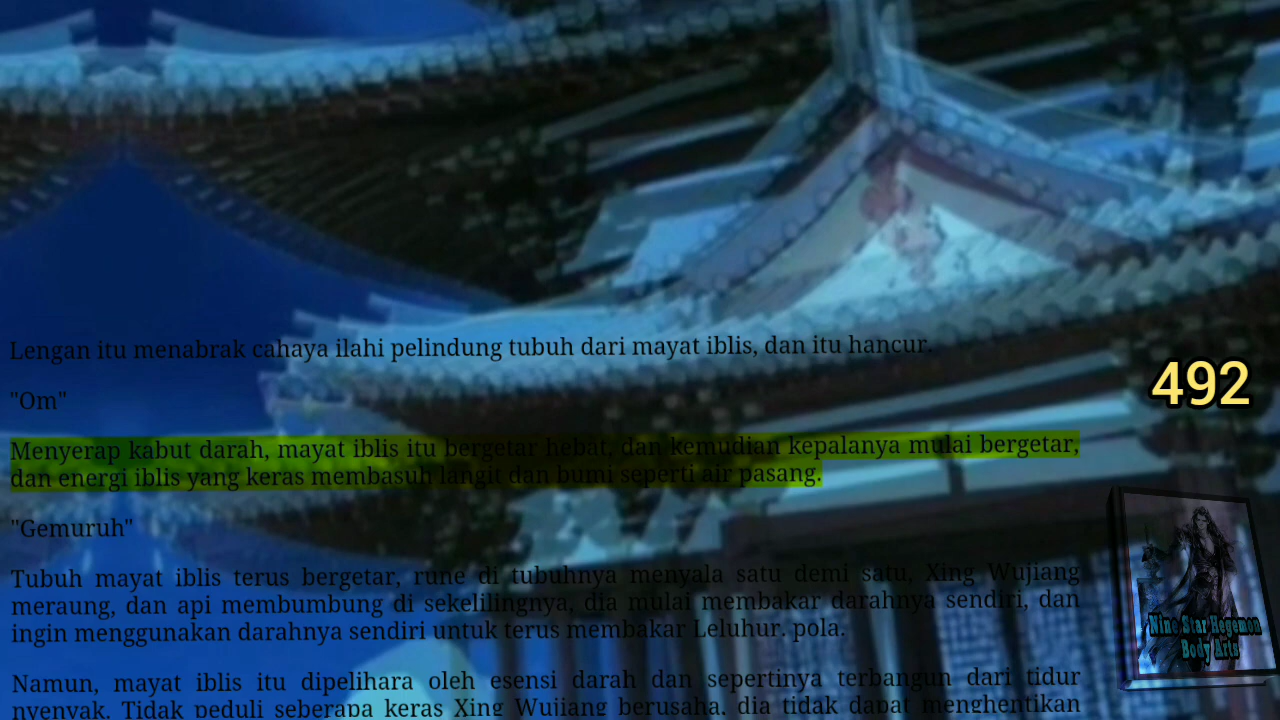 Lengan itu menabrak cahaya ilahi pelindung tubuh dari mayat iblis, dan itu hancur.
"Om"
Menyerap kabut darah, mayat iblis itu bergetar hebat, dan kemudian kepalanya mulai bergetar,
dan energi iblis yang keras membasuh langit dan bumi seperti air pasang.
"Gemuruh"
Tubuh mayat iblis terus bergetar, rune di tubuhnya menyala satu demi satu, Xing Wujiang
meraung, dan api membumbung di sekelilingnya, dia mulai membakar darahnya sendiri, dan
ingin menggunakan darahnya sendiri untuk terus membakar Leluhur. pola.
Namun, mayat iblis itu dipelihara oleh esensi darah dan sepertinya terbangun dari tidur
nyenyak. Tidak peduli seberapa keras Xing Wujiang berusaha, dia tidak dapat menghentikan
492
Nine Star Hegemon
Body Arts